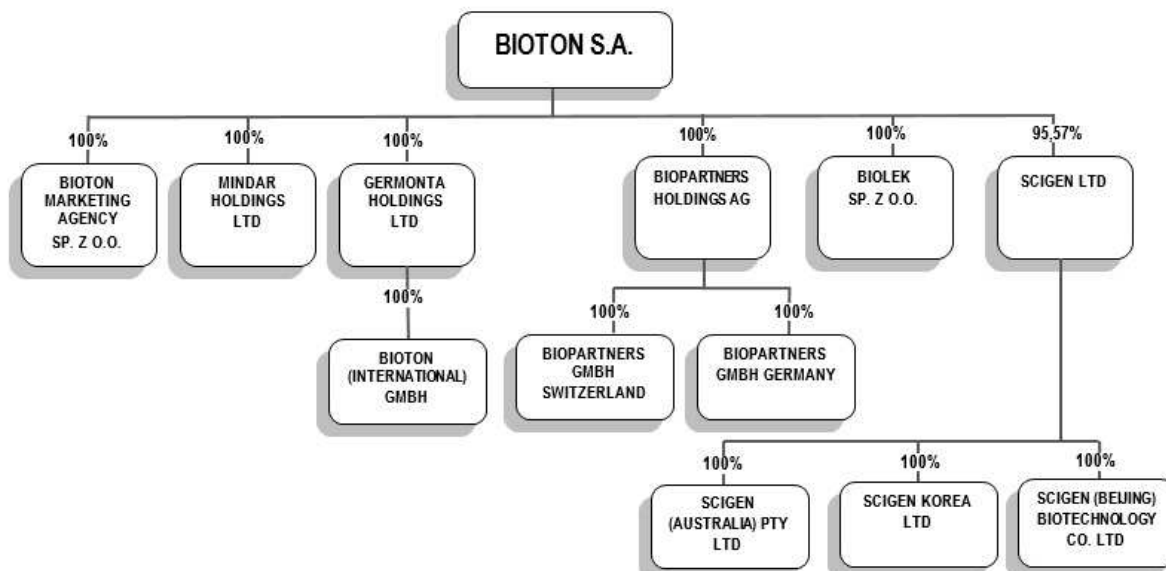 BIOTON S.A.
100%
100%
100%
100%
100%
95,57%
BIOTON
MARKETING
AGENCY
SP. Z O.O.
MINDAR
HOLDINGS
LTD
GERMONTA
HOLDINGS
LTD
BIOPARTNERS
HOLDINGS AG
BIOLEK
SP. Z O.O.
SCIGEN LTD
100%
100%
100%
BIOTON
(INTERNATIONAL)
GMBH
BIOPARTNERS
GMBH
SWITZERLAND
BIOPARTNERS
GMBH GERMANY
100%
100%
100%
SCIGEN
(AUSTRALIA) PTY
LTD
SCIGEN KOREA
LTD
SCIGEN (BEIJING)
BIOTECHNOLOGY
CO. LTD